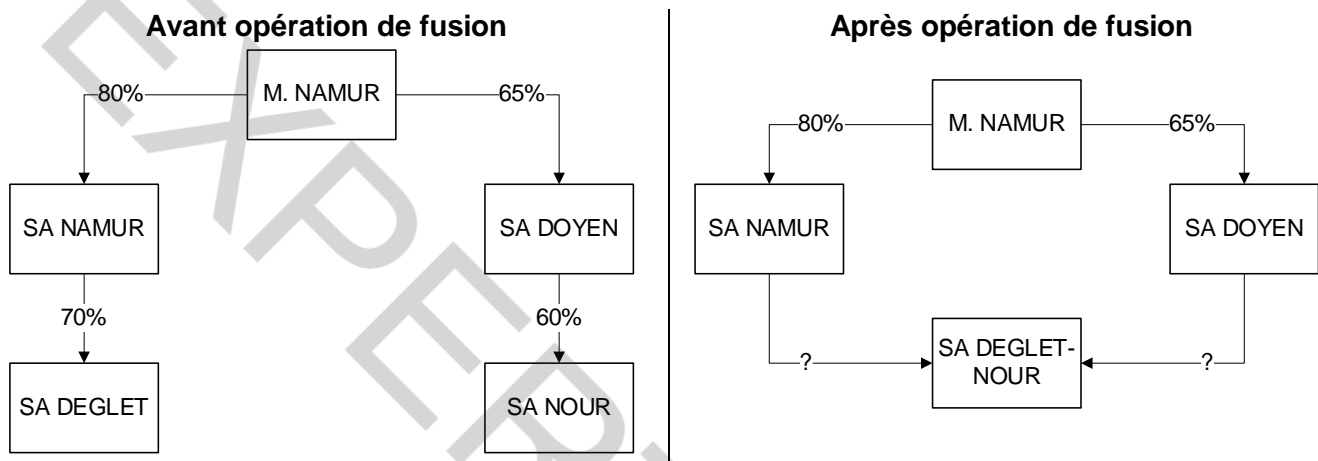 Avant opération de fusion
M. NAMUR
80%
65%
SA NAMUR
SA DOYEN
70%
60%
SA DEGLET
SA NOUR
Après opération de fusion
M. NAMUR
80%
65%
SA NAMUR
SA DOYEN
?
SA DEGLET-
NOUR
?